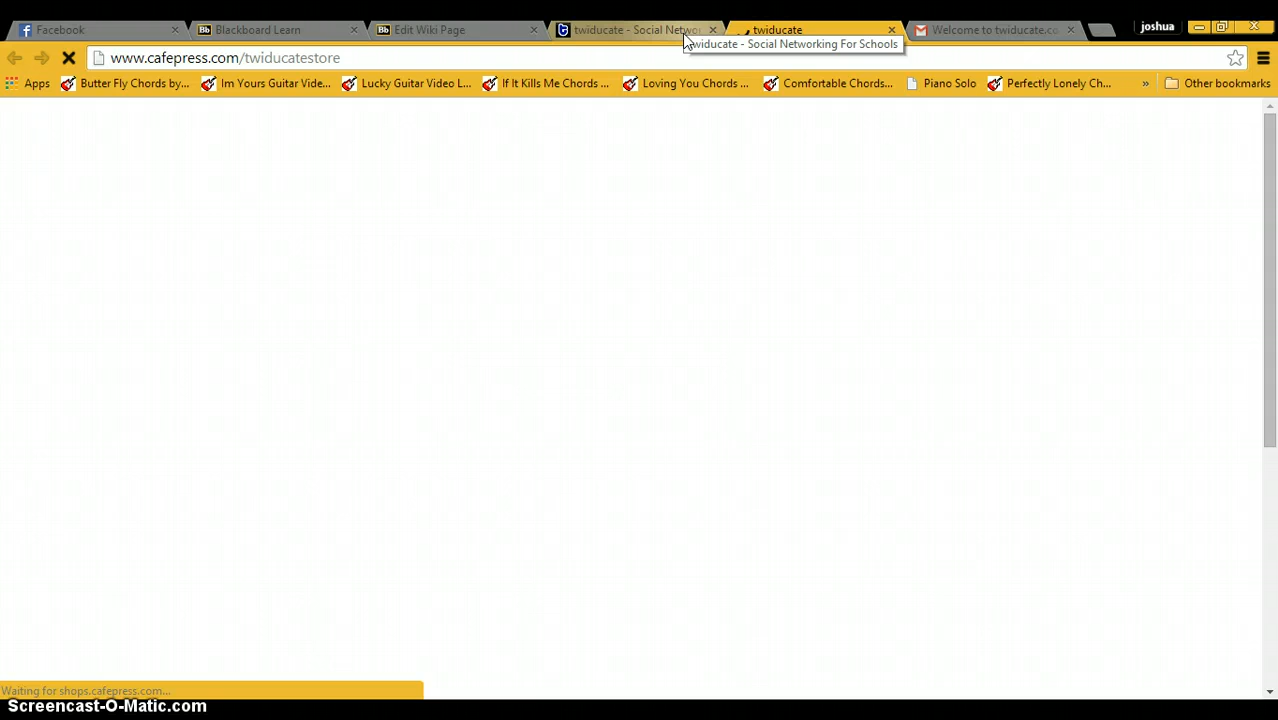 Facebook
Blackboard Learn
Edit Wiki Page
twiducate - Social Networ
twiducate
Welcome to twiducate.co
joshua
twiducate - Social Networking For Schools
www.cafepress.com/twiducatestore
Apps
Butter Fly Chords by...
Im Yours Guitar Vide...
Lucky Guitar Video L...
If It Kills Me Chords ...
Loving You Chords ...
Comfortable Chords...
Piano Solo
Perfectly Lonely Ch...
»
Other bookmarks
Waiting for shops.cafepress.com...
Screencast-O-Matic.com